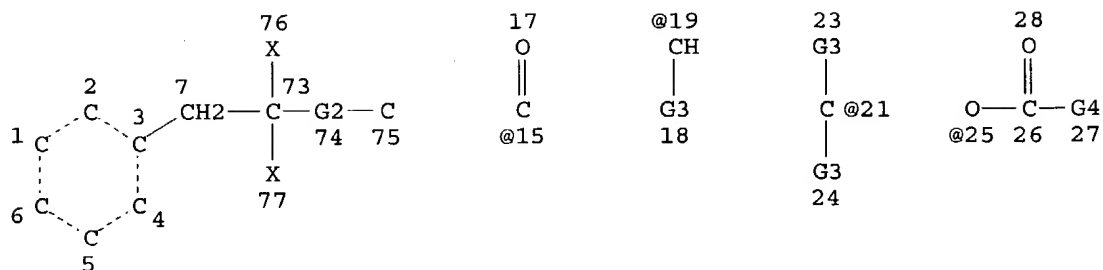 76 17 @19 23 28
X O CH G3 O
2 7 73
C CH2 C G2 C C G3 C @21 O C G4
1 3 74 75 @15 18 @25 26 27
C C
X G3
77 24
6 C C 4
C
5